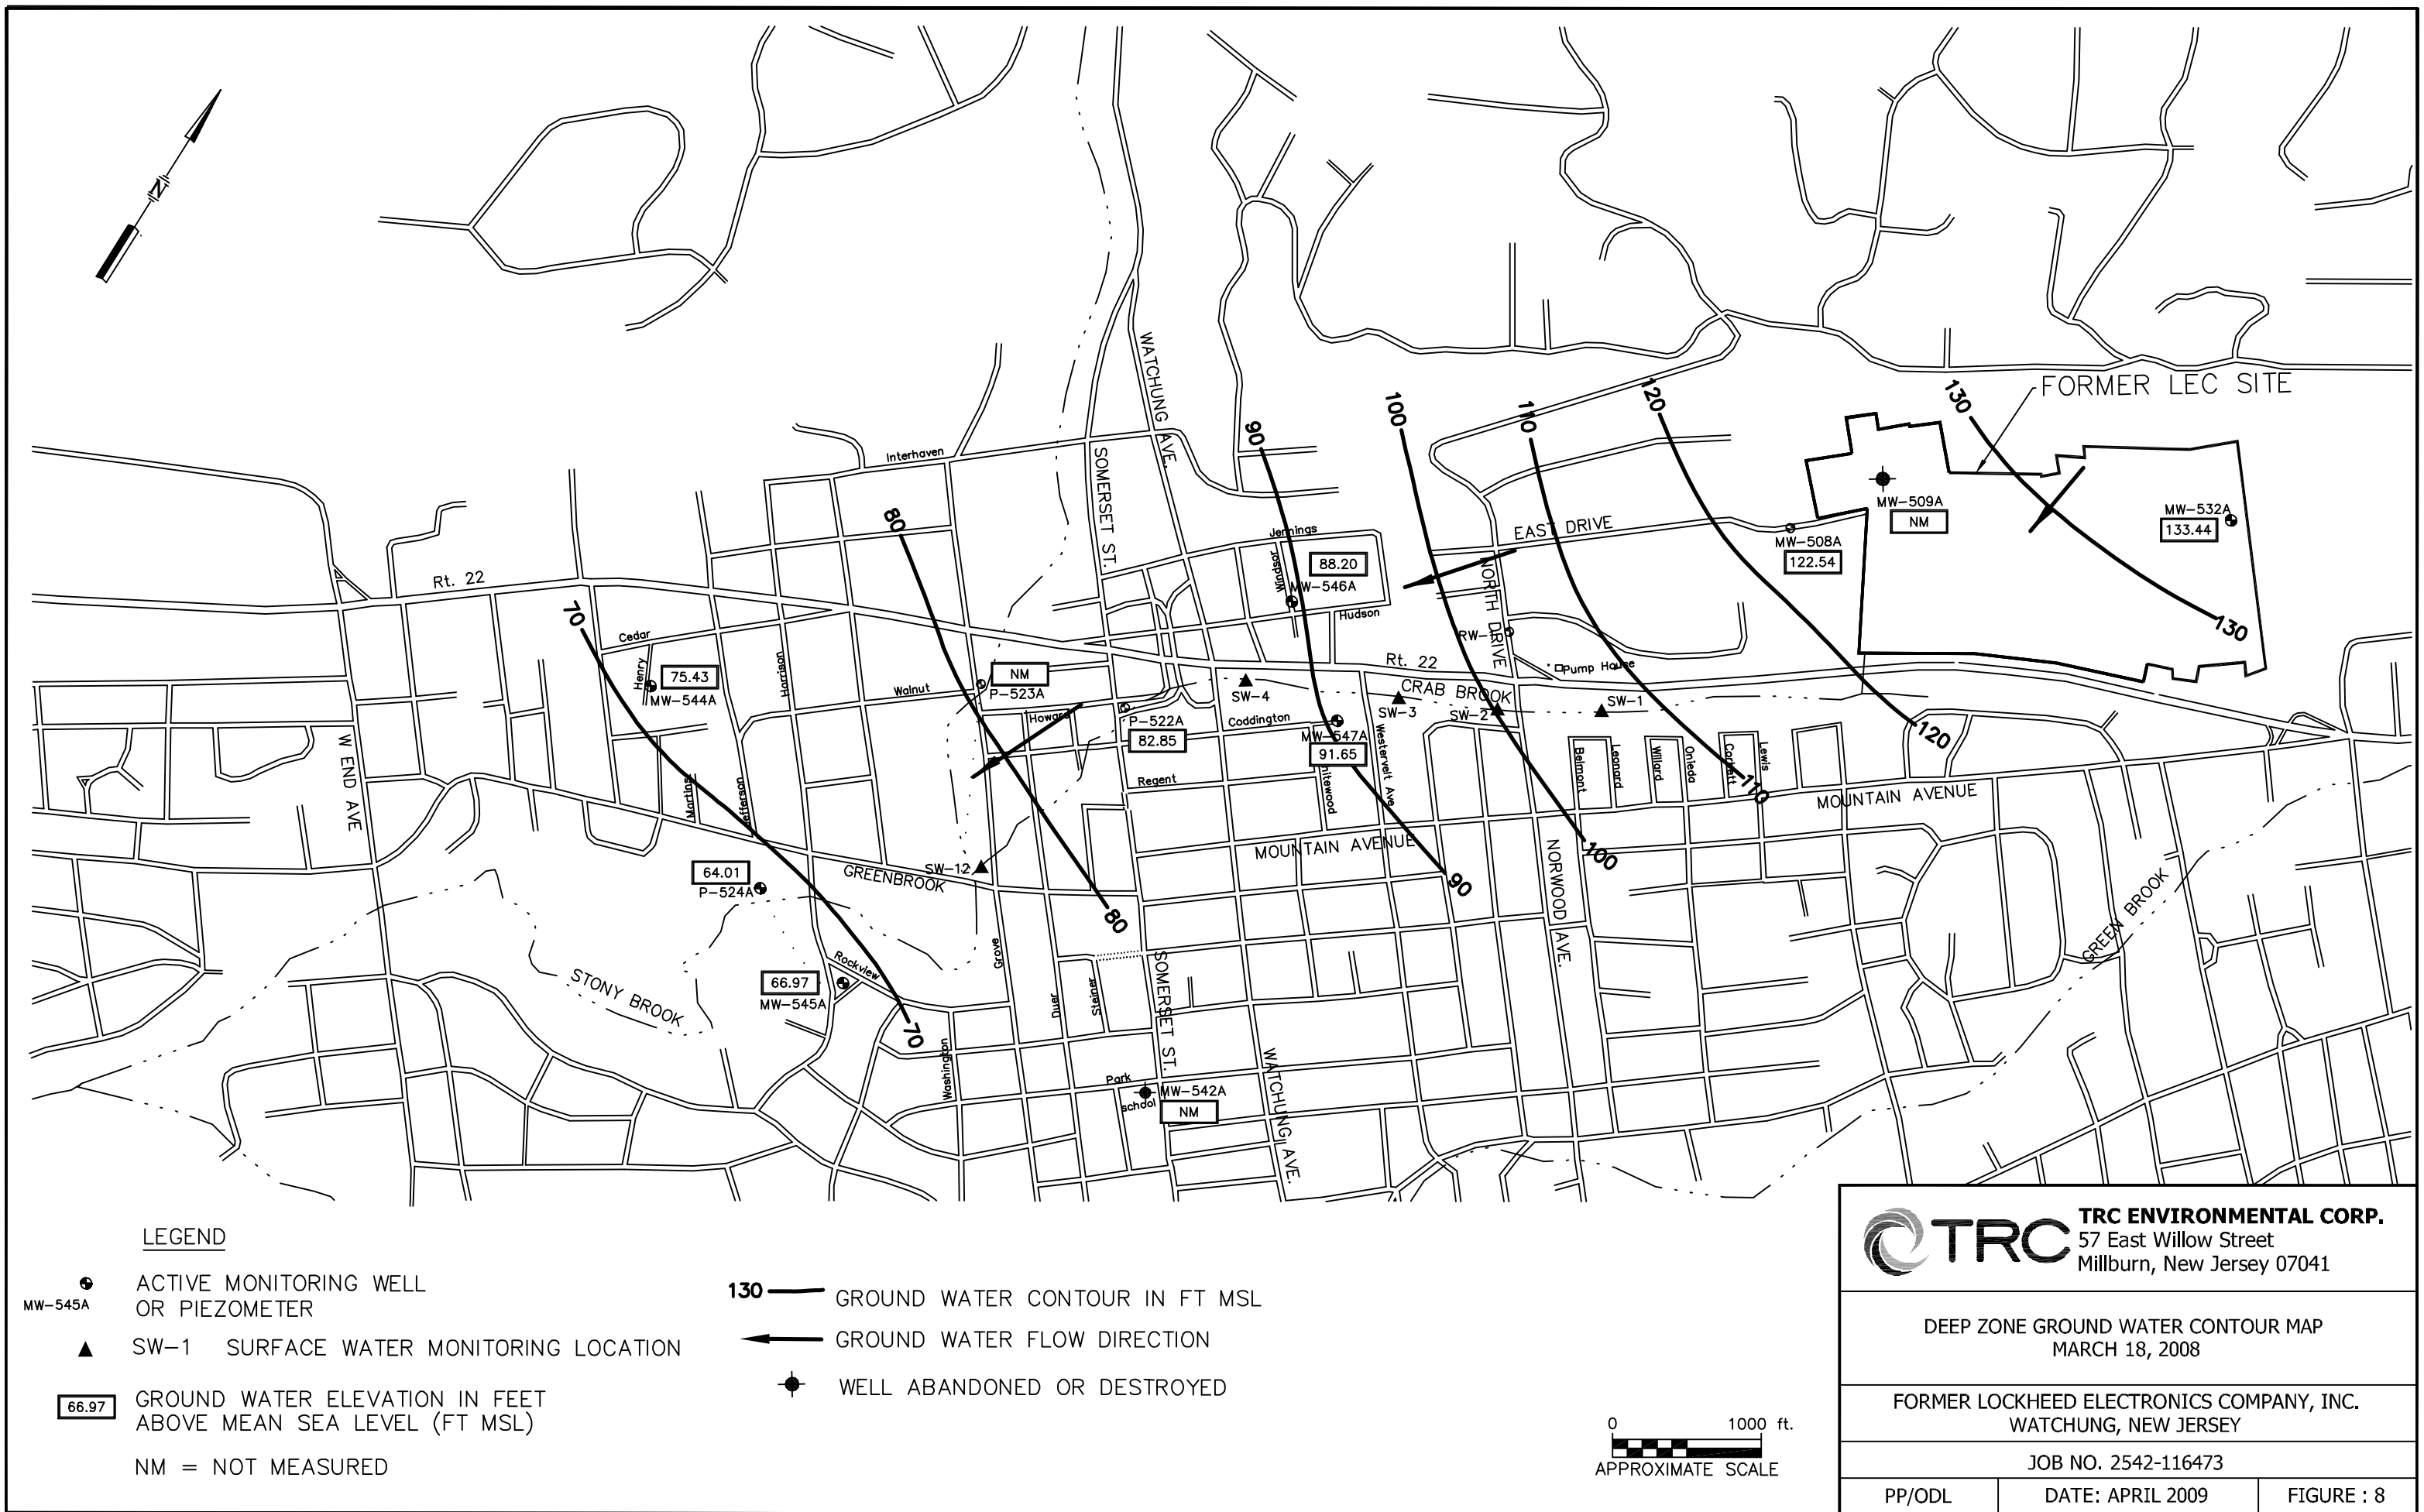 N
FORMER LEC SITE
130
120
110
100
90
80
70
WATCHUNG AVE.
SOMERSET ST.
Interhaven
Rt. 22
Jennings
Windsor
88.20
MW-546A
Hudson
EAST DRIVE
NORTH DRIVE
RW-1
Pump House
MW-509A
NM
MW-508A
122.54
MW-532A
133.44
130
Cedar
Henry
75.43
MW-544A
Harrison
Walnut
NM
P-523A
Howard
P-522A
82.85
SW-4
Coddington
Rt. 22
CRAB BROOK
SW-3
SW-2
SW-1
MW-547A
91.65
Westervelt Ave
Regent
Belmont
Leonard
Willard
Onieda
Corbett
Lewis
120
110
MOUNTAIN AVENUE
W END AVE
Martins
Jefferson
MOUNTAIN AVENUE
100
90
80
64.01
P-524A
GREENBROOK
SW-12
NORWOOD AVE.
GREEN BROOK
Grove
Duer
Steiner
SOMERSET ST.
Rockview
66.97
MW-545A
STONY BROOK
70
Washington
Park
school
MW-542A
NM
WATCHUNG AVE.
LEGEND
MW-545A
ACTIVE MONITORING WELL
OR PIEZOMETER
SW-1 SURFACE WATER MONITORING LOCATION
66.97
GROUND WATER ELEVATION IN FEET
ABOVE MEAN SEA LEVEL (FT MSL)
NM = NOT MEASURED
130 GROUND WATER CONTOUR IN FT MSL
GROUND WATER FLOW DIRECTION
WELL ABANDONED OR DESTROYED
0 1000 ft.
APPROXIMATE SCALE
TRC
TRC ENVIRONMENTAL CORP.
57 East Willow Street
Millburn, New Jersey 07041
DEEP ZONE GROUND WATER CONTOUR MAP
MARCH 18, 2008
FORMER LOCKHEED ELECTRONICS COMPANY, INC.
WATCHUNG, NEW JERSEY
JOB NO. 2542-116473
PP/ODL
DATE: APRIL 2009
FIGURE : 8